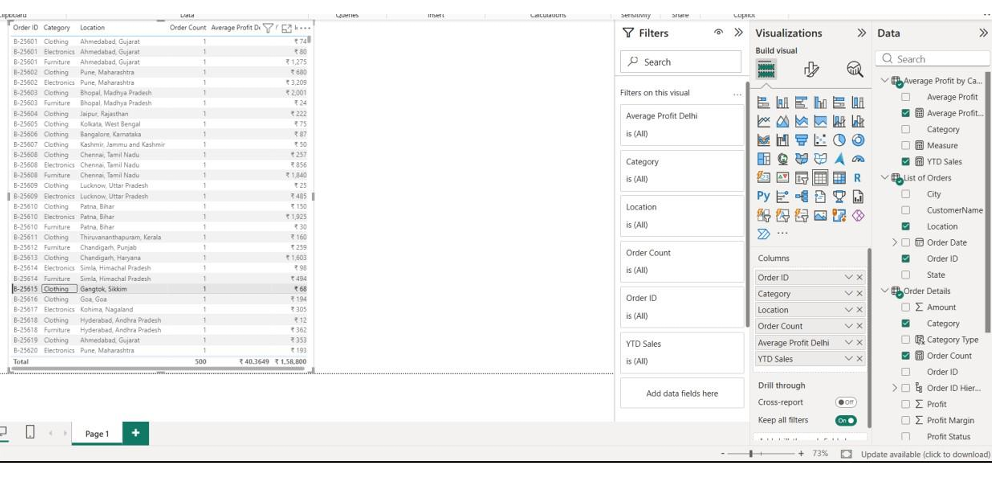 Data
Queries
Insert
Calculations
Sensitivity
Share
Copilot
Order ID Category Location Order Count Average Profit De
B-25601 Clothing Ahmedabad, Gujarat 1 ₹ 74
B-25601 Electronics Ahmedabad, Gujarat 1 ₹ 80
B-25601 Furniture Ahmedabad, Gujarat 1 ₹ 1,275
B-25602 Clothing Pune, Maharashtra 1 ₹ 680
B-25602 Electronics Pune, Maharashtra 1 ₹ 3,209
B-25603 Clothing Bhopal, Madhya Pradesh 1 ₹ 2,001
B-25603 Furniture Bhopal, Madhya Pradesh 1 ₹ 24
B-25604 Clothing Jaipur, Rajasthan 1 ₹ 222
B-25605 Clothing Kolkata, West Bengal 1 ₹ 75
B-25606 Clothing Bangalore, Karnataka 1 ₹ 87
B-25607 Clothing Kashmir, Jammu and Kashmir 1 ₹ 50
B-25608 Clothing Chennai, Tamil Nadu 1 ₹ 257
B-25608 Electronics Chennai, Tamil Nadu 1 ₹ 856
B-25608 Furniture Chennai, Tamil Nadu 1 ₹ 1,840
B-25609 Clothing Lucknow, Uttar Pradesh 1 ₹ 25
B-25609 Electronics Lucknow, Uttar Pradesh 1 ₹ 485
B-25610 Clothing Patna, Bihar 1 ₹ 150
B-25610 Electronics Patna, Bihar 1 ₹ 1,925
B-25610 Furniture Patna, Bihar 1 ₹ 30
B-25611 Clothing Thiruvananthapuram, Kerala 1 ₹ 160
B-25612 Furniture Chandigarh, Punjab 1 ₹ 259
B-25613 Clothing Chandigarh, Haryana 1 ₹ 1,603
B-25614 Electronics Simla, Himachal Pradesh 1 ₹ 98
B-25614 Furniture Simla, Himachal Pradesh 1 ₹ 494
B-25615 Clothing Gangtok, Sikkim 1 ₹ 68
B-25616 Clothing Goa, Goa 1 ₹ 194
B-25617 Electronics Kohima, Nagaland 1 ₹ 305
B-25618 Clothing Hyderabad, Andhra Pradesh 1 ₹ 12
B-25618 Furniture Hyderabad, Andhra Pradesh 1 ₹ 362
B-25619 Clothing Ahmedabad, Gujarat 1 ₹ 353
B-25620 Electronics Pune, Maharashtra 1 ₹ 193
Total 500 ₹ 40.3649 ₹ 1,58,800
Page 1
Filters
Search
Filters on this visual
Average Profit Delhi
is (All)
Category
is (All)
Location
is (All)
Order Count
is (All)
Order ID
is (All)
YTD Sales
is (All)
Add data fields here
Visualizations
Build visual
R
Py
Columns
Order ID
Category
Location
Order Count
Average Profit Delhi
YTD Sales
Drill through
Cross-report
Off
Keep all filters
On
Data
Search
Average Profit by Ca...
Average Profit
Average Profit...
Category
Measure
YTD Sales
List of Orders
City
CustomerName
Location
Order Date
Order ID
State
Order Details
Amount
Category
Category Type
Order Count
Order ID
Order ID Hier...
Profit
Profit Margin
Profit Status
- + 73%
Update available (click to download)